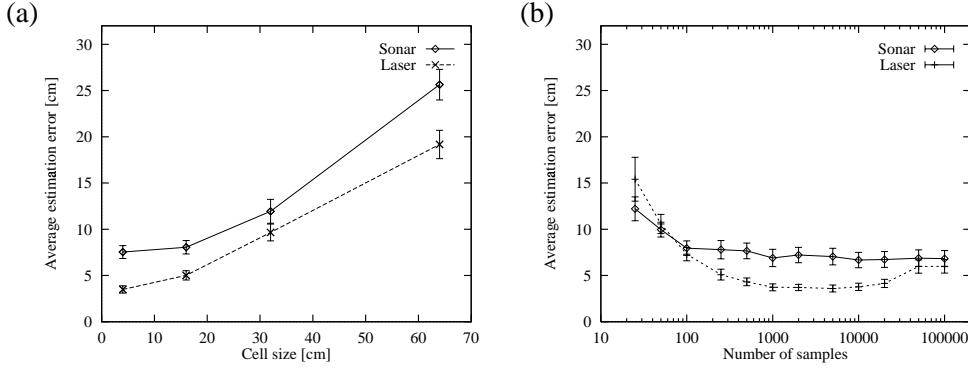 (a)
Average estimation error [cm]
30
25
20
15
10
5
0
Sonar
Laser
0 10 20 30 40 50 60 70
Cell size [cm]
(b)
Average estimation error [cm]
30
25
20
15
10
5
0
Sonar
Laser
10 100 1000 10000 100000
Number of samples